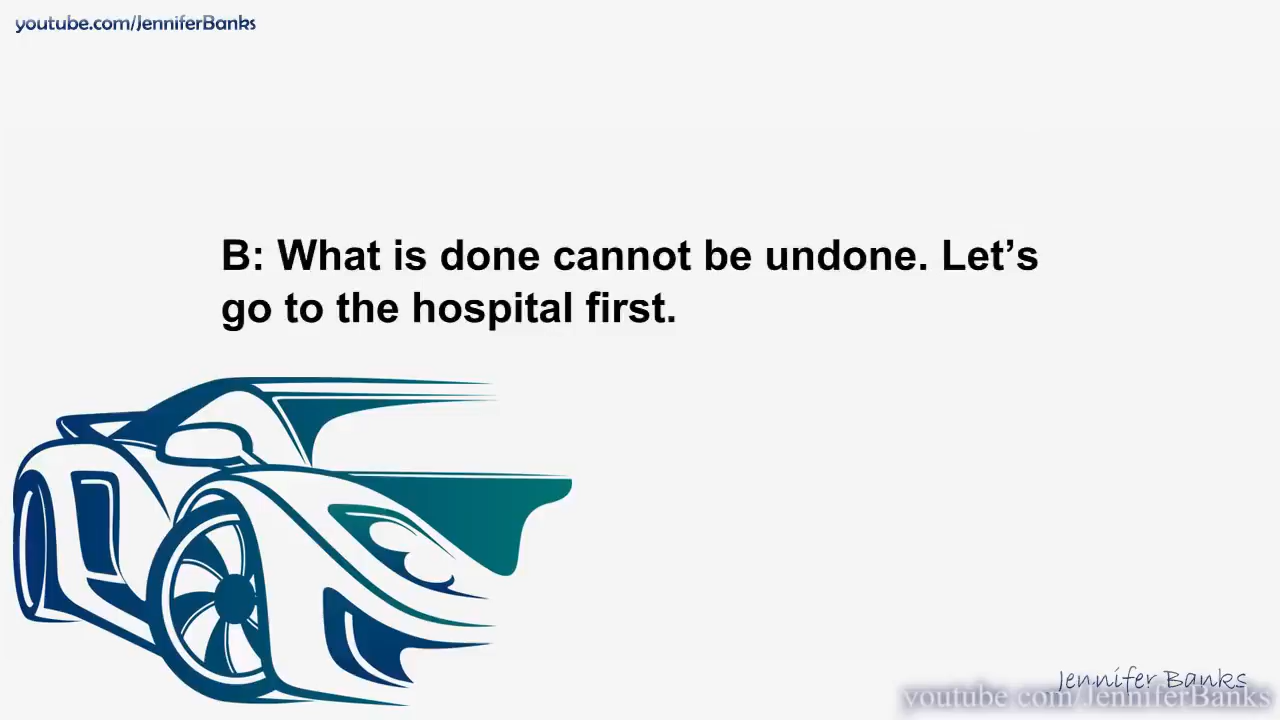 youtube.com/JenniferBanks
B: What is done cannot be undone. Let’s
go to the hospital first.
Jennifer Banks
youtube com/JenniferBanks